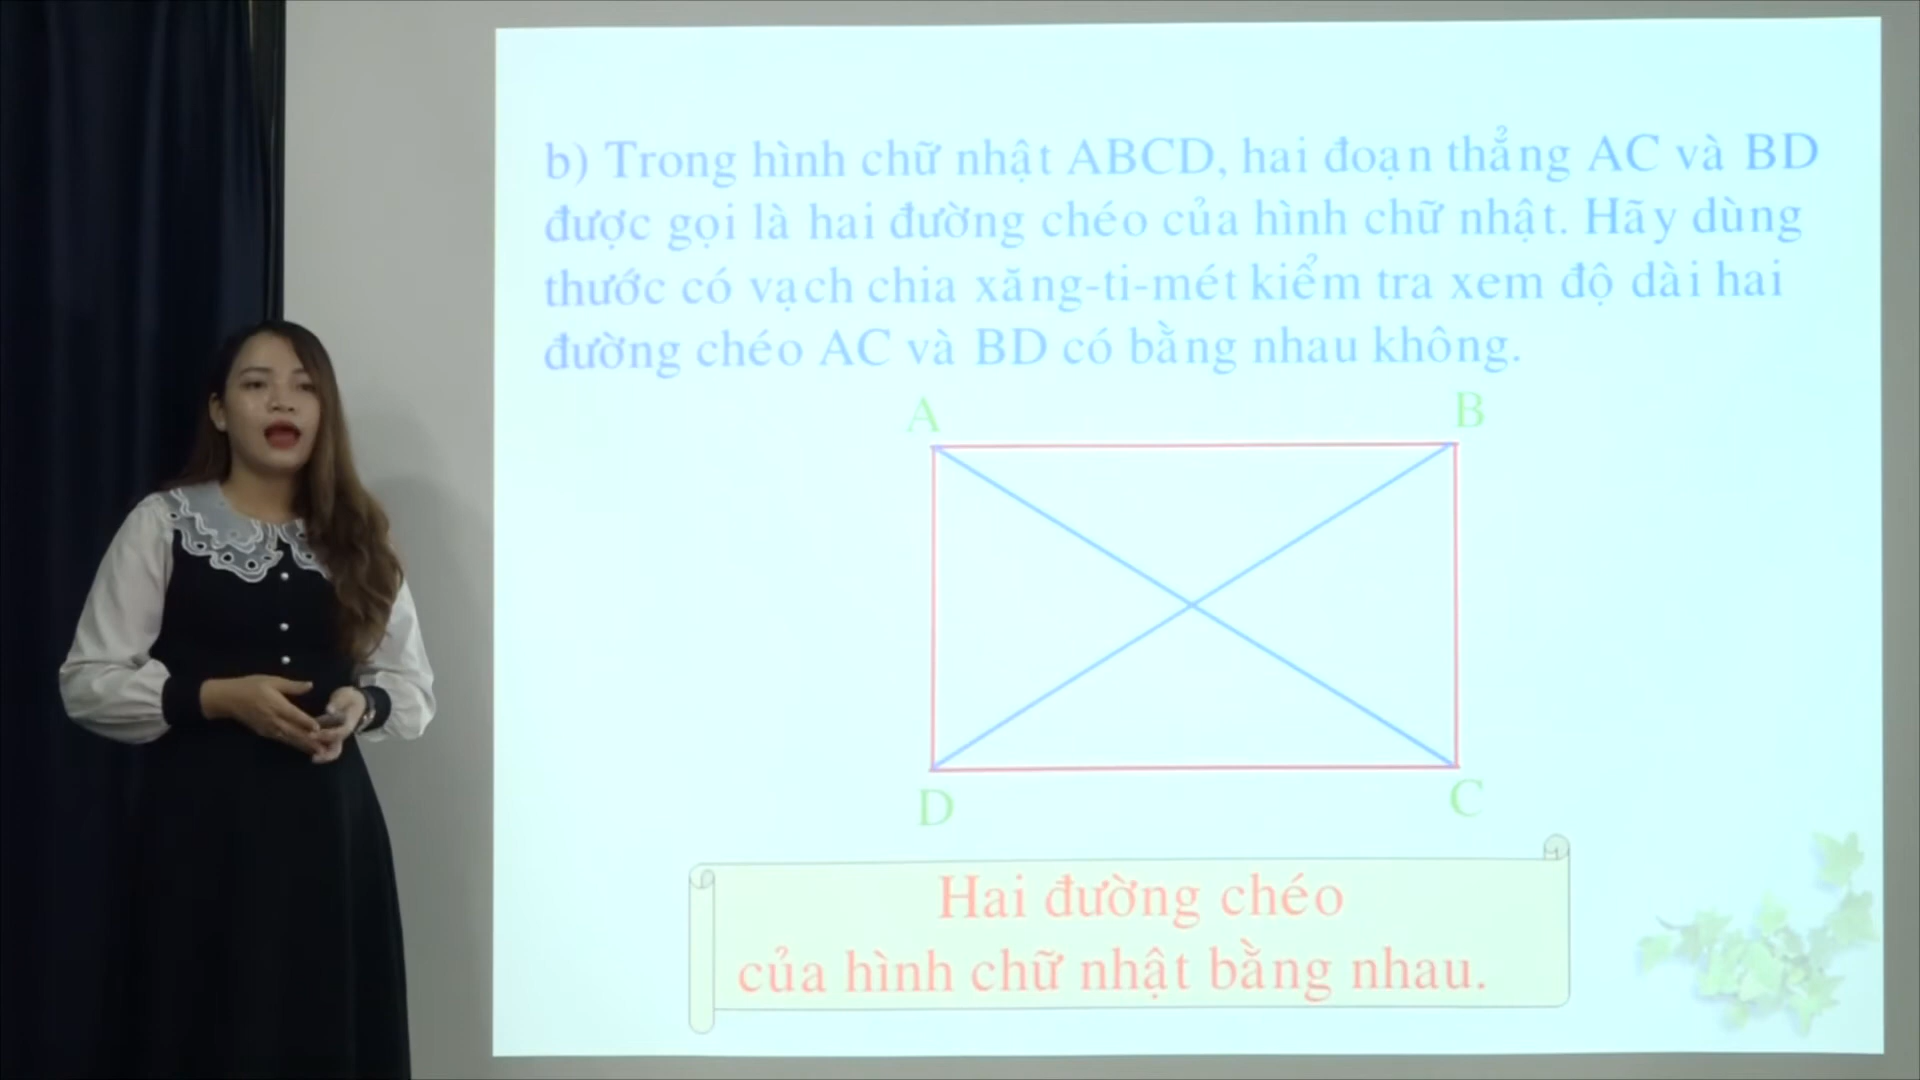 b) Trong hình chữ nhật ABCD, hai đoạn thẳng AC và BD
được gọi là hai đường chéo của hình chữ nhật. Hãy dùng
thước có vạch chia xăng-ti-mét kiểm tra xem độ dài hai
đường chéo AC và BD có bằng nhau không.
A B
D C
Hai đường chéo
của hình chữ nhật bằng nhau.